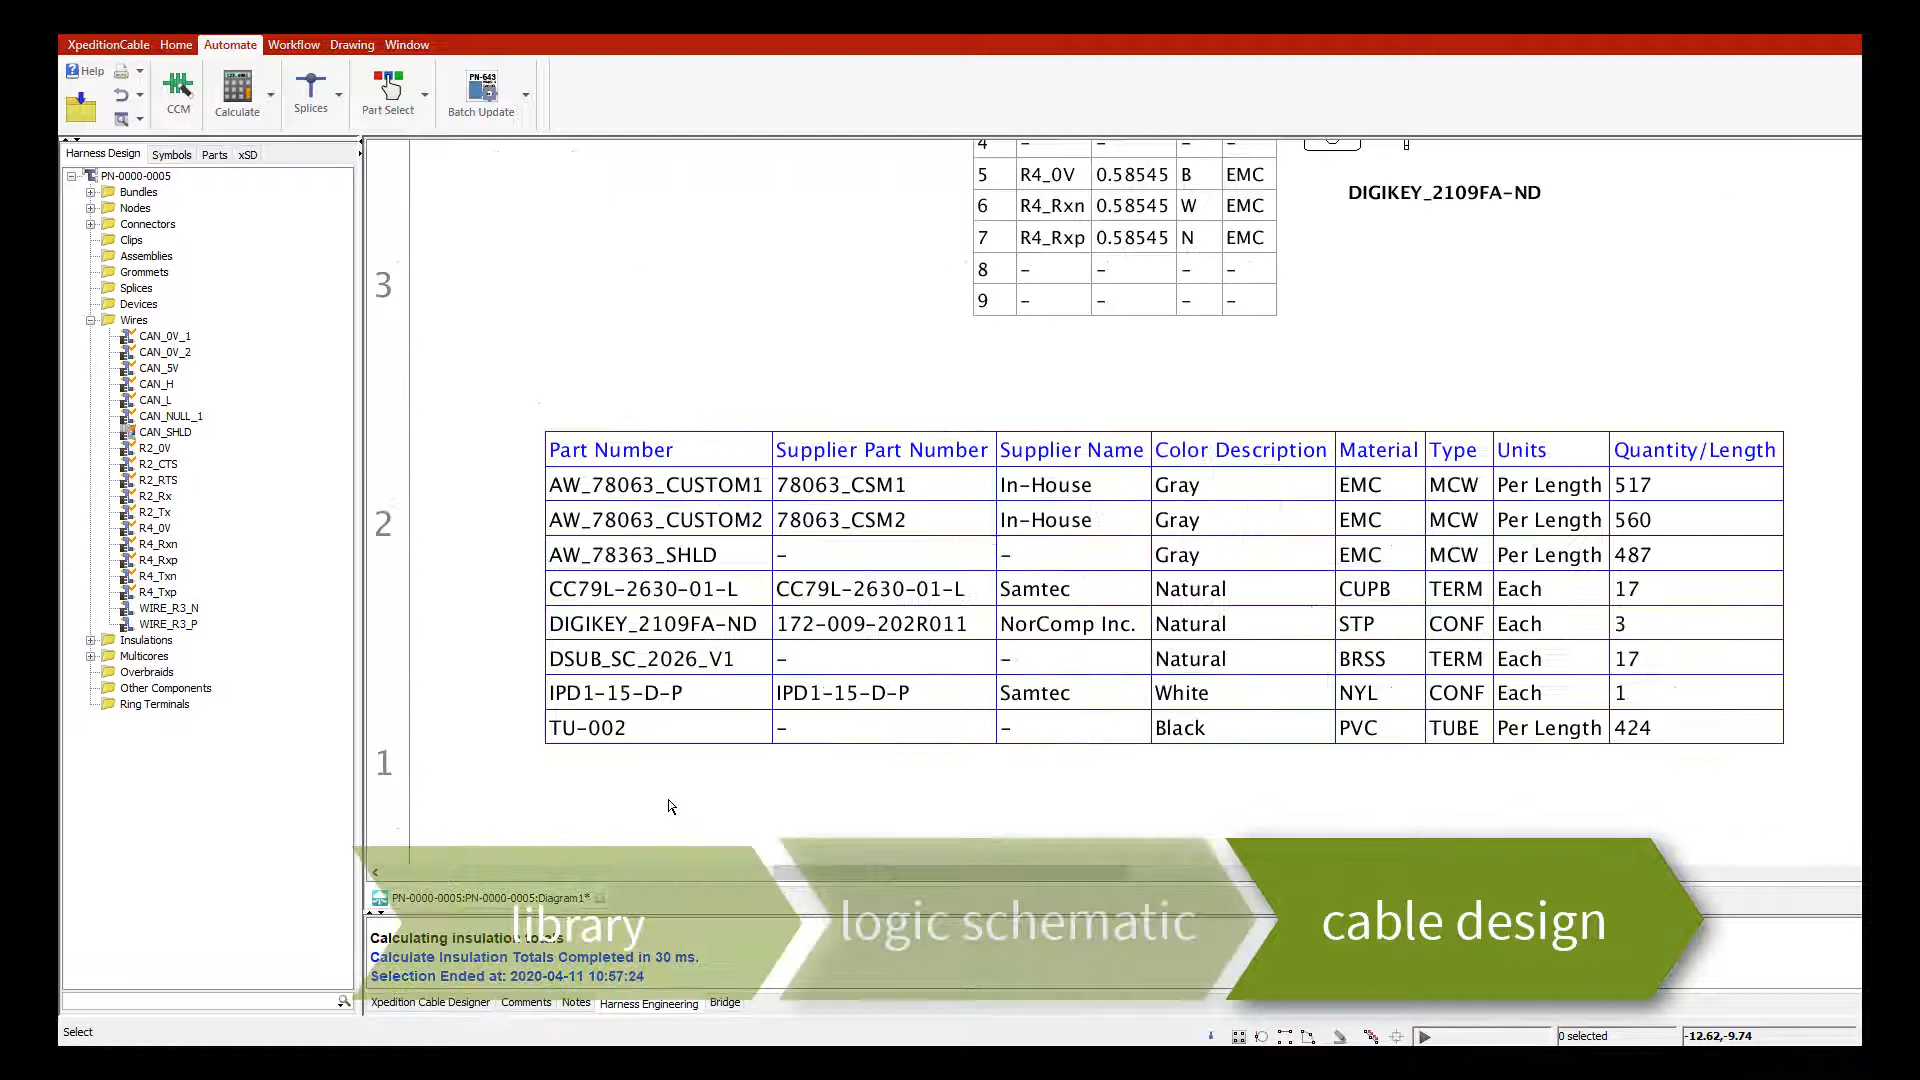 XpeditionCable Home Automate Workflow Drawing Window
Help
CCM Calculate Splices Part Select PN-643 Batch Update
Harness Design Symbols Parts xSD
PN-0000-0005
Bundles
Nodes
Connectors
Clips
Assemblies
Grommets
Splices
Devices
Wires
CAN_0V_1
CAN_0V_2
CAN_5V
CAN_H
CAN_L
CAN_NULL_1
CAN_SHLD
R2_0V
R2_CTS
R2_RTS
R2_Rx
R2_Tx
R4_0V
R4_Rxn
R4_Rxp
R4_Txn
R4_Txp
WIRE_R3_N
WIRE_R3_P
Insulations
Multicores
Overbraids
Other Components
Ring Terminals
3
2
1
4 – – – –
5 R4_0V 0.58545 B EMC
6 R4_Rxn 0.58545 W EMC
7 R4_Rxp 0.58545 N EMC
8 – – – –
9 – – – –
DIGIKEY_2109FA-ND
Part Number Supplier Part Number Supplier Name Color Description Material Type Units Quantity/Length
AW_78063_CUSTOM1 78063_CSM1 In-House Gray EMC MCW Per Length 517
AW_78063_CUSTOM2 78063_CSM2 In-House Gray EMC MCW Per Length 560
AW_78363_SHLD – – Gray EMC MCW Per Length 487
CC79L-2630-01-L CC79L-2630-01-L Samtec Natural CUPB TERM Each 17
DIGIKEY_2109FA-ND 172-009-202R011 NorComp Inc. Natural STP CONF Each 3
DSUB_SC_2026_V1 – – Natural BRSS TERM Each 17
IPD1-15-D-P IPD1-15-D-P Samtec White NYL CONF Each 1
TU-002 – – Black PVC TUBE Per Length 424
PN-0000-0005:PN-0000-0005:Diagram1*
library
logic schematic
cable design
Calculating insulation totals
Calculate Insulation Totals Completed in 30 ms.
Selection Ended at: 2020-04-11 10:57:24
Xpedition Cable Designer Comments Notes Harness Engineering Bridge
Select
0 selected
-12.62,-9.74